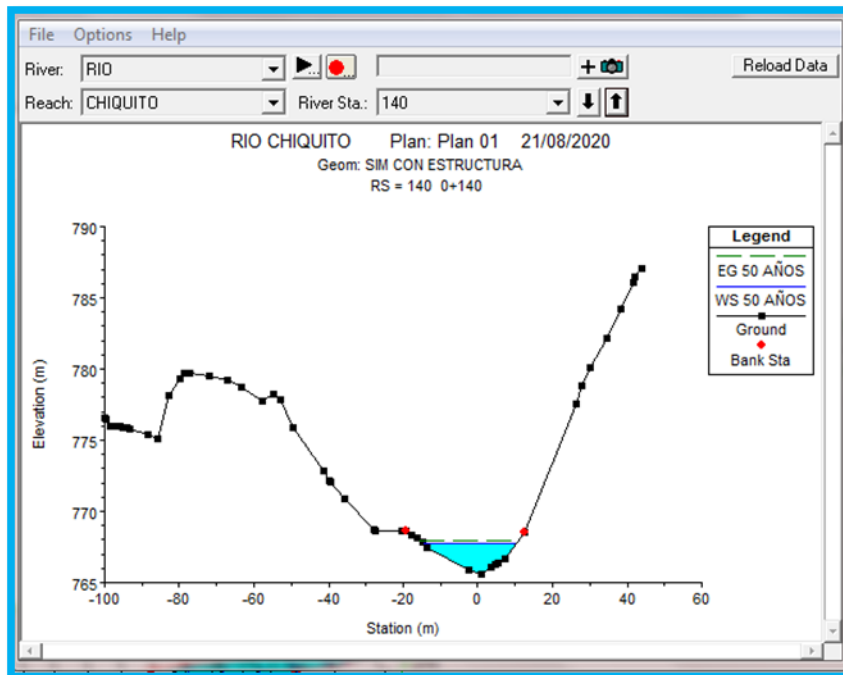 File Options Help
River: RIO Reload Data
Reach: CHIQUITO River Sta.: 140
RIO CHIQUITO Plan: Plan 01 21/08/2020
Geom: SIM CON ESTRUCTURA
RS = 140 0+140
Legend
EG 50 AÑOS
WS 50 AÑOS
Ground
Bank Sta
Elevation (m)
790
785
780
775
770
765
-100 -80 -60 -40 -20 0 20 40 60
Station (m)